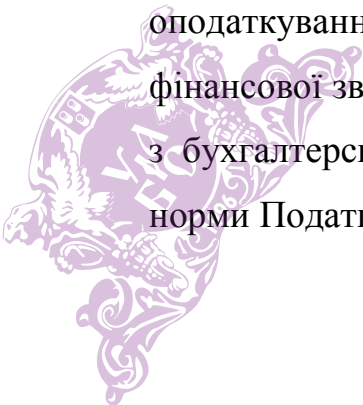 оподаткуванн
фінансової зв
з бухгалтерсь
норми Податк